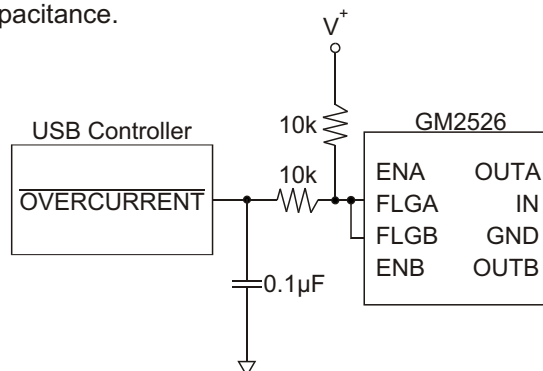 pacitance.
V+
10k
GM2526
USB Controller
10k
OVERCURRENT
ENA OUTA
FLGA IN
FLGB GND
ENB OUTB
0.1µF